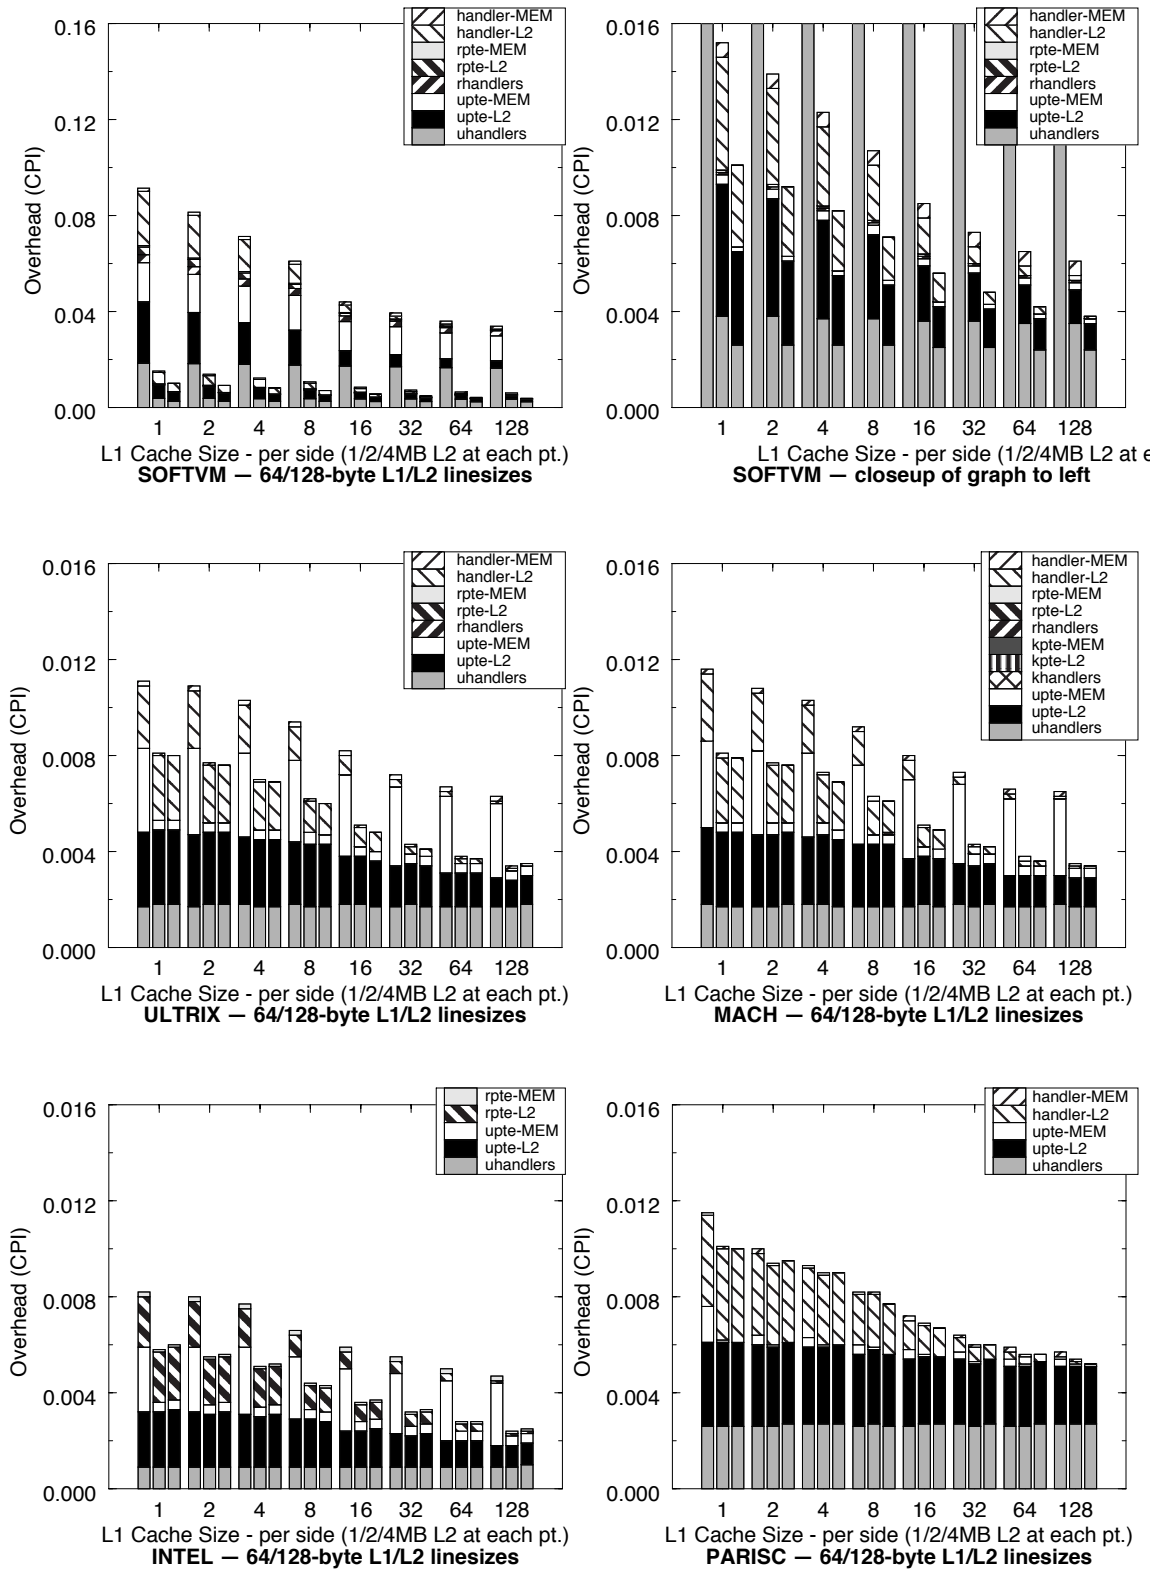 0.16
0.12
0.08
0.04
0.00
Overhead (CPI)
handler-MEM
handler-L2
rpte-MEM
rpte-L2
rhandlers
upte-MEM
upte-L2
uhandlers
1 2 4 8 16 32 64 128
L1 Cache Size - per side (1/2/4MB L2 at each pt.)
SOFTVM — 64/128-byte L1/L2 linesizes
0.016
0.012
0.008
0.004
0.000
Overhead (CPI)
handler-MEM
handler-L2
rpte-MEM
rpte-L2
rhandlers
upte-MEM
upte-L2
uhandlers
1 2 4 8 16 32 64 128
L1 Cache Size - per side (1/2/4MB L2 at e
SOFTVM — closeup of graph to left
0.016
0.012
0.008
0.004
0.000
Overhead (CPI)
handler-MEM
handler-L2
rpte-MEM
rpte-L2
rhandlers
upte-MEM
upte-L2
uhandlers
1 2 4 8 16 32 64 128
L1 Cache Size - per side (1/2/4MB L2 at each pt.)
ULTRIX — 64/128-byte L1/L2 linesizes
0.016
0.012
0.008
0.004
0.000
Overhead (CPI)
handler-MEM
handler-L2
rpte-MEM
rpte-L2
rhandlers
kpte-MEM
kpte-L2
khandlers
upte-MEM
upte-L2
uhandlers
1 2 4 8 16 32 64 128
L1 Cache Size - per side (1/2/4MB L2 at each pt.)
MACH — 64/128-byte L1/L2 linesizes
0.016
0.012
0.008
0.004
0.000
Overhead (CPI)
rpte-MEM
rpte-L2
upte-MEM
upte-L2
uhandlers
1 2 4 8 16 32 64 128
L1 Cache Size - per side (1/2/4MB L2 at each pt.)
INTEL — 64/128-byte L1/L2 linesizes
0.016
0.012
0.008
0.004
0.000
Overhead (CPI)
handler-MEM
handler-L2
upte-MEM
upte-L2
uhandlers
1 2 4 8 16 32 64 128
L1 Cache Size - per side (1/2/4MB L2 at each pt.)
PARISC — 64/128-byte L1/L2 linesizes